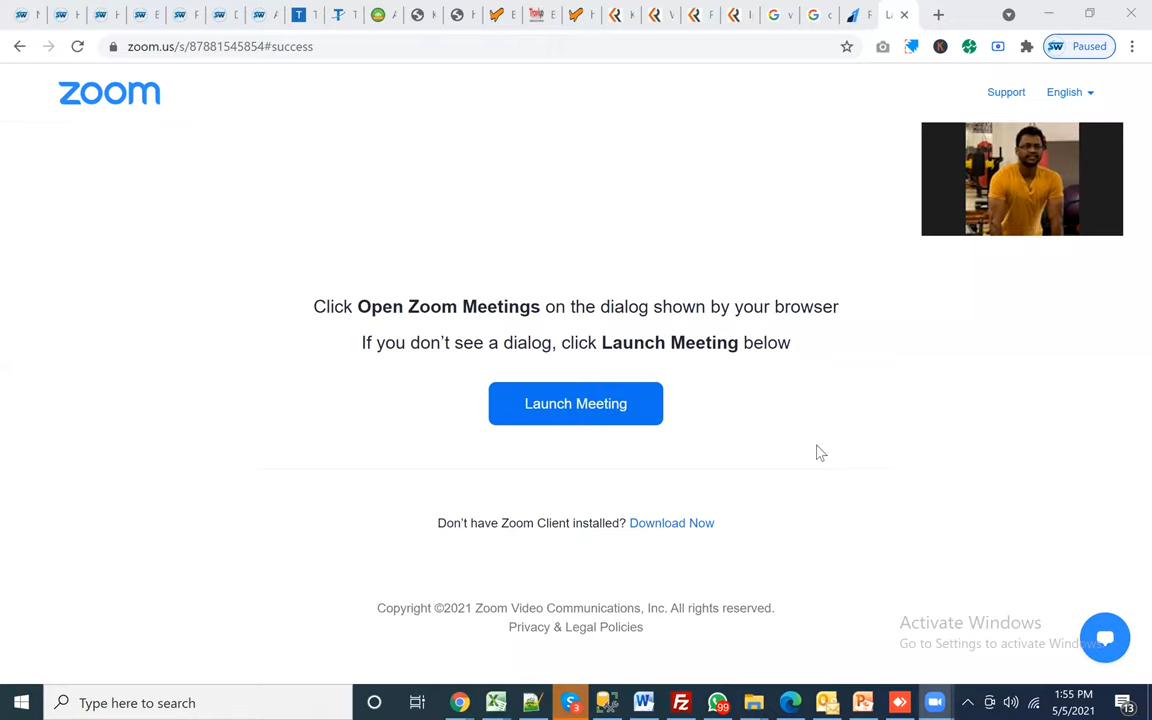 zoom.us/s/87881545854#success
Paused
zoom
Support
English
Click Open Zoom Meetings on the dialog shown by your browser
If you don't see a dialog, click Launch Meeting below
Launch Meeting
Don't have Zoom Client installed? Download Now
Copyright ©2021 Zoom Video Communications, Inc. All rights reserved.
Privacy & Legal Policies
Activate Windows
Go to Settings to activate Windows.
Type here to search
1:55 PM
5/5/2021
3
99
13